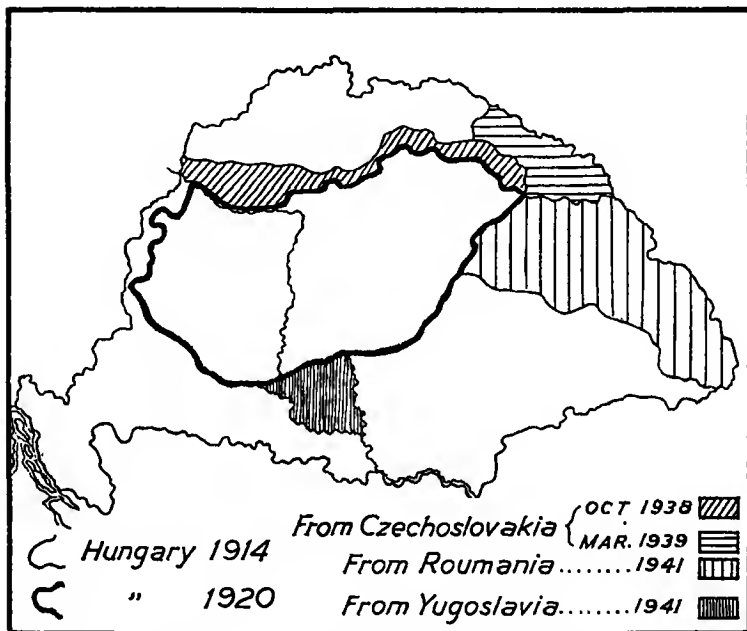 From Czechoslovakia { OCT 1938
MAR. 1939
From Roumania........1941
From Yugoslavia......1941
Hungary 1914
" 1920